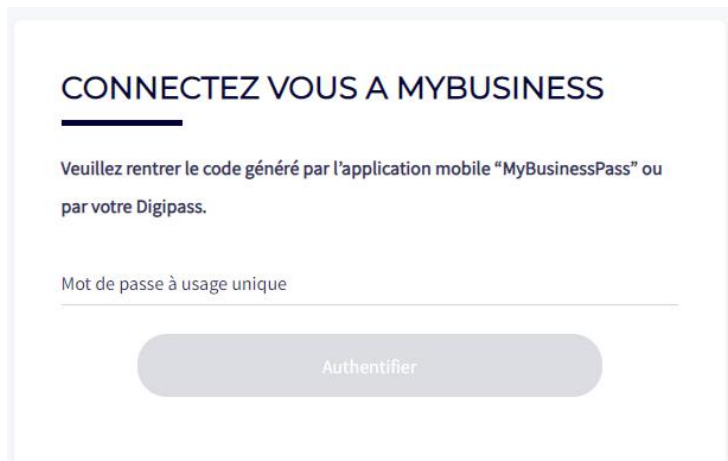 CONNECTEZ VOUS A MYBUSINESS
Veuillez rentrer le code généré par l’application mobile “MyBusinessPass” ou
par votre Digipass.
Mot de passe à usage unique
Authentifier